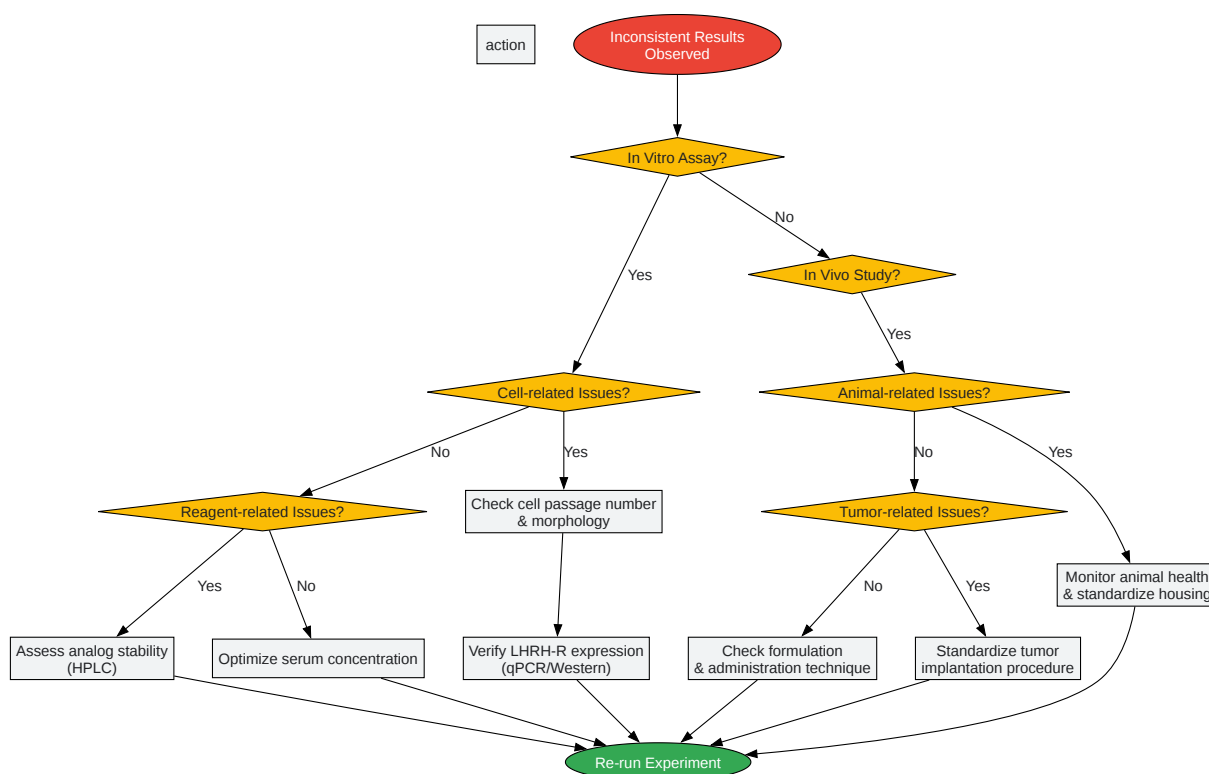 action
Inconsistent Results
Observed
In Vitro Assay?
No
Yes
In Vivo Study?
Yes
Cell-related Issues?
Animal-related Issues?
No
Yes
No
Yes
Reagent-related Issues?
Check cell passage number
& morphology
Tumor-related Issues?
Yes
No
No
Yes
Monitor animal health
& standardize housing
Assess analog stability
(HPLC)
Optimize serum concentration
Verify LHRH-R expression
(qPCR/Western)
Check formulation
& administration technique
Standardize tumor
implantation procedure
Re-run Experiment